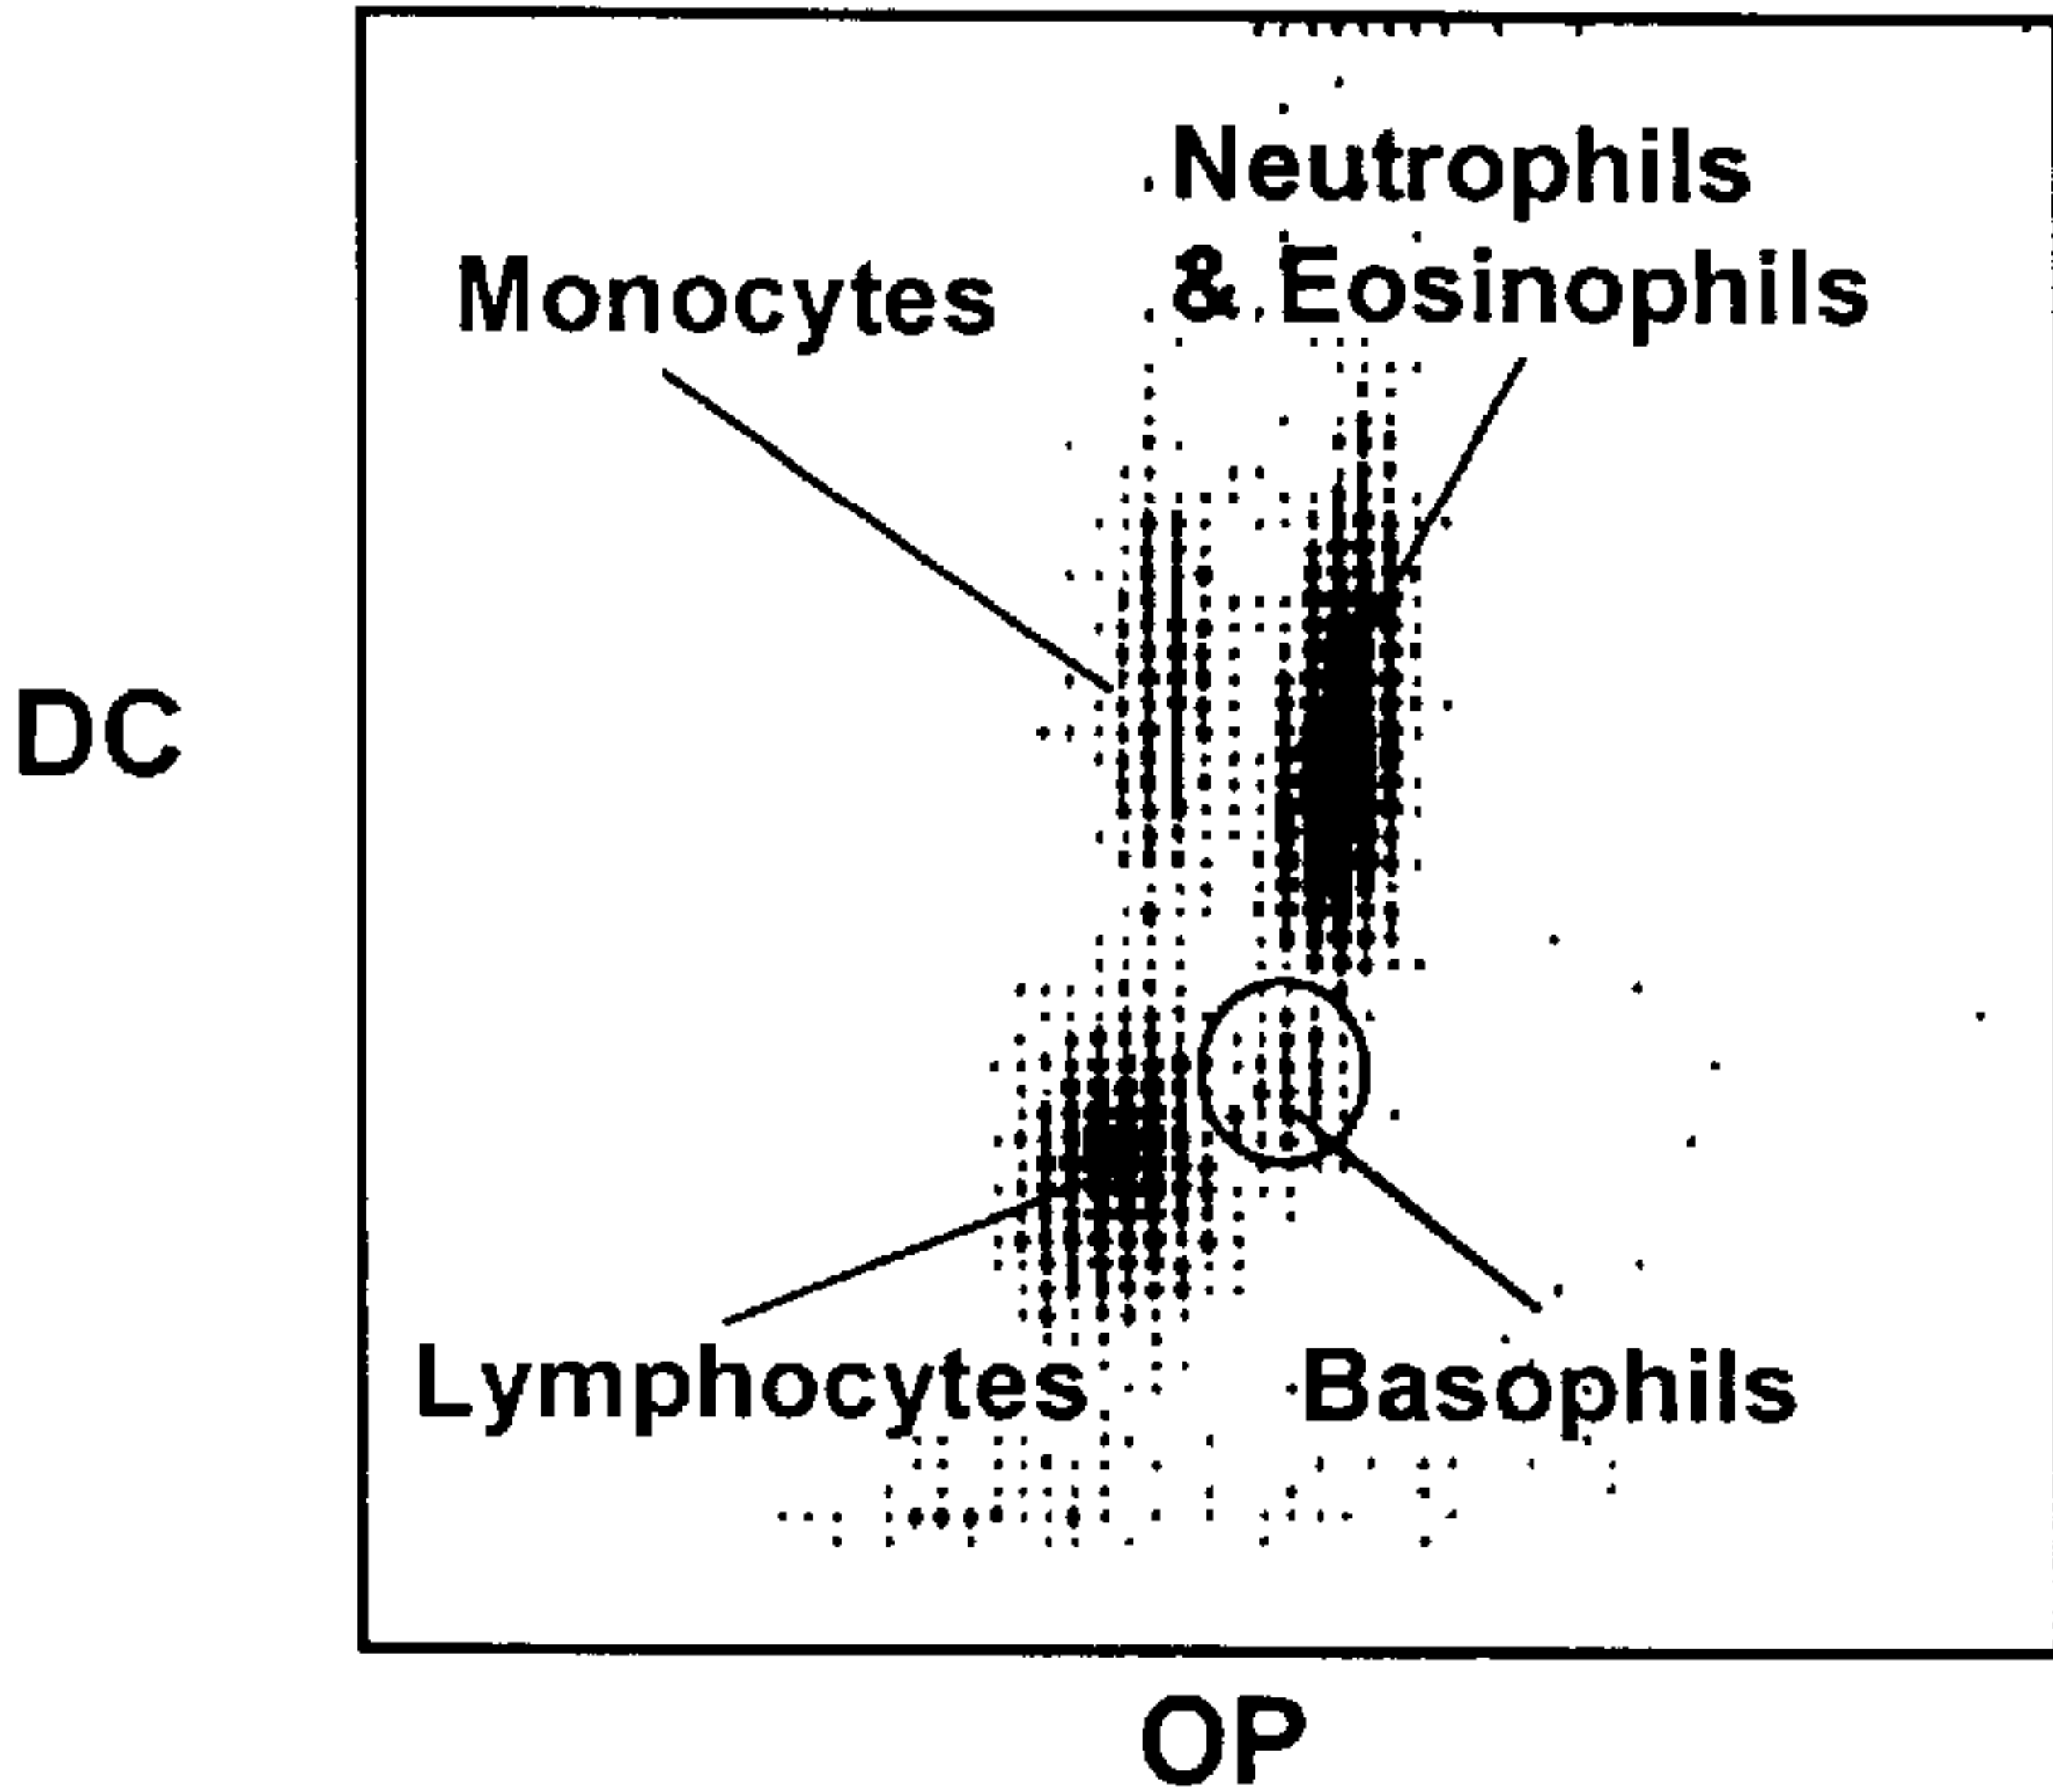 Neutrophils
& Eosinophils
Monocytes
DC
Lymphocytes
Basophils
OP